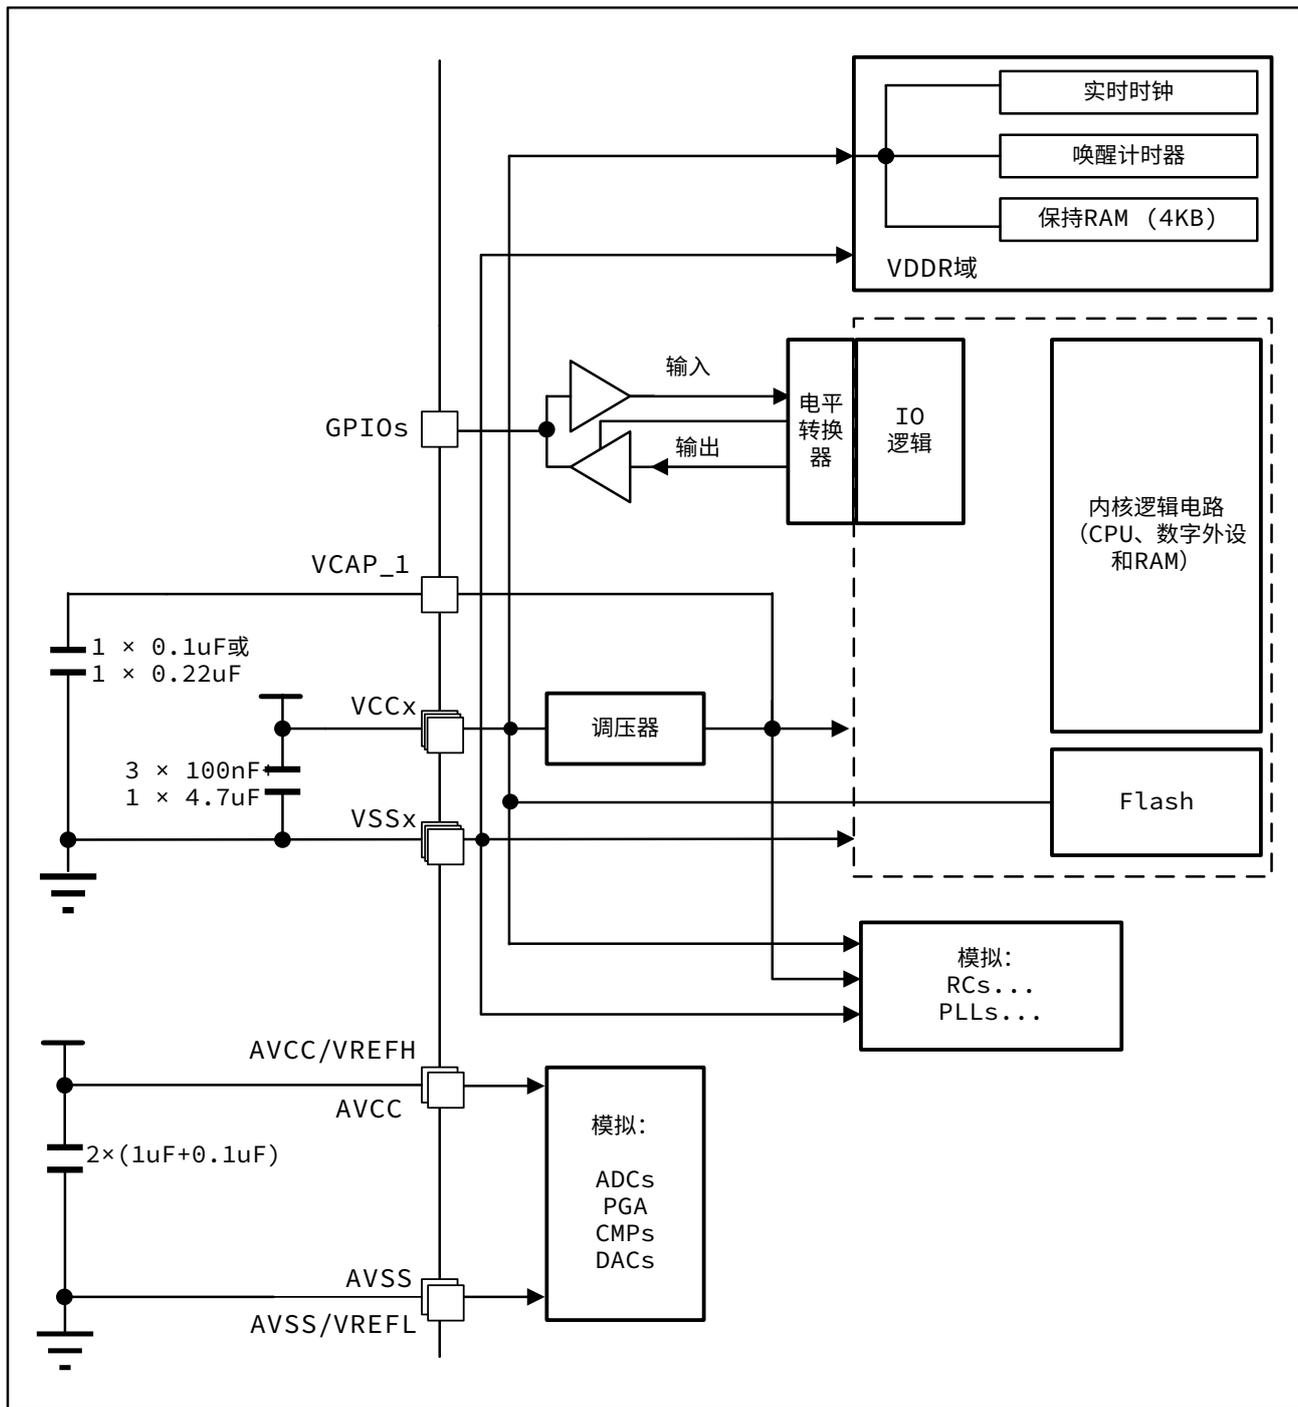 实时时钟
唤醒计时器
保持RAM (4KB)
VDDR域
输入
GPIOs
输出
电平
转换
器
IO
逻辑
内核逻辑电路
(CPU、数字外设
和RAM)
VCAP_1
1 × 0.1uF或
1 × 0.22uF
VCCx
调压器
3 × 100nF+
1 × 4.7uF
VSSx
Flash
模拟:
RCs...
PLLs...
AVCC/VREFH
AVCC
2×(1uF+0.1uF)
模拟:
ADCs
PGA
CMPs
DACs
AVSS
AVSS/VREFL